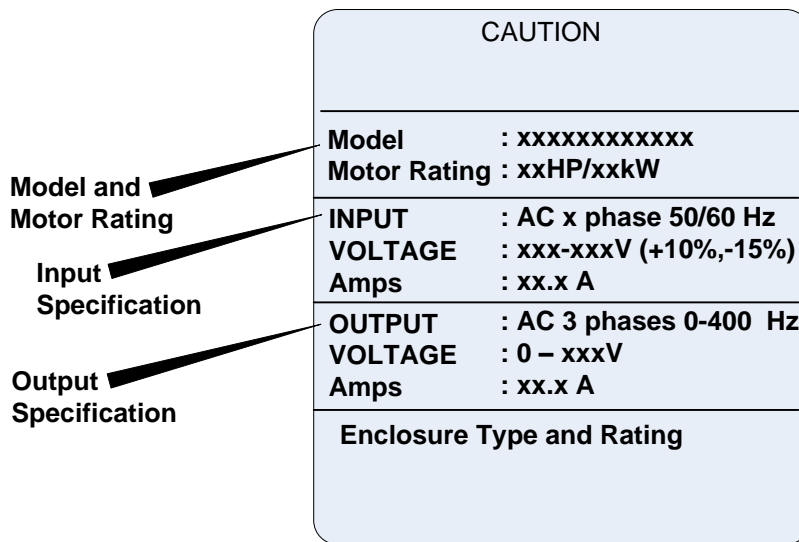 CAUTION
Model : xxxxxxxxxxxx
Motor Rating : xxHP/xxkW
Model and
Motor Rating
INPUT : AC x phase 50/60 Hz
VOLTAGE : xxx-xxxV (+10%,-15%)
Amps : xx.x A
Input
Specification
OUTPUT : AC 3 phases 0-400 Hz
VOLTAGE : 0 – xxxV
Amps : xx.x A
Output
Specification
Enclosure Type and Rating